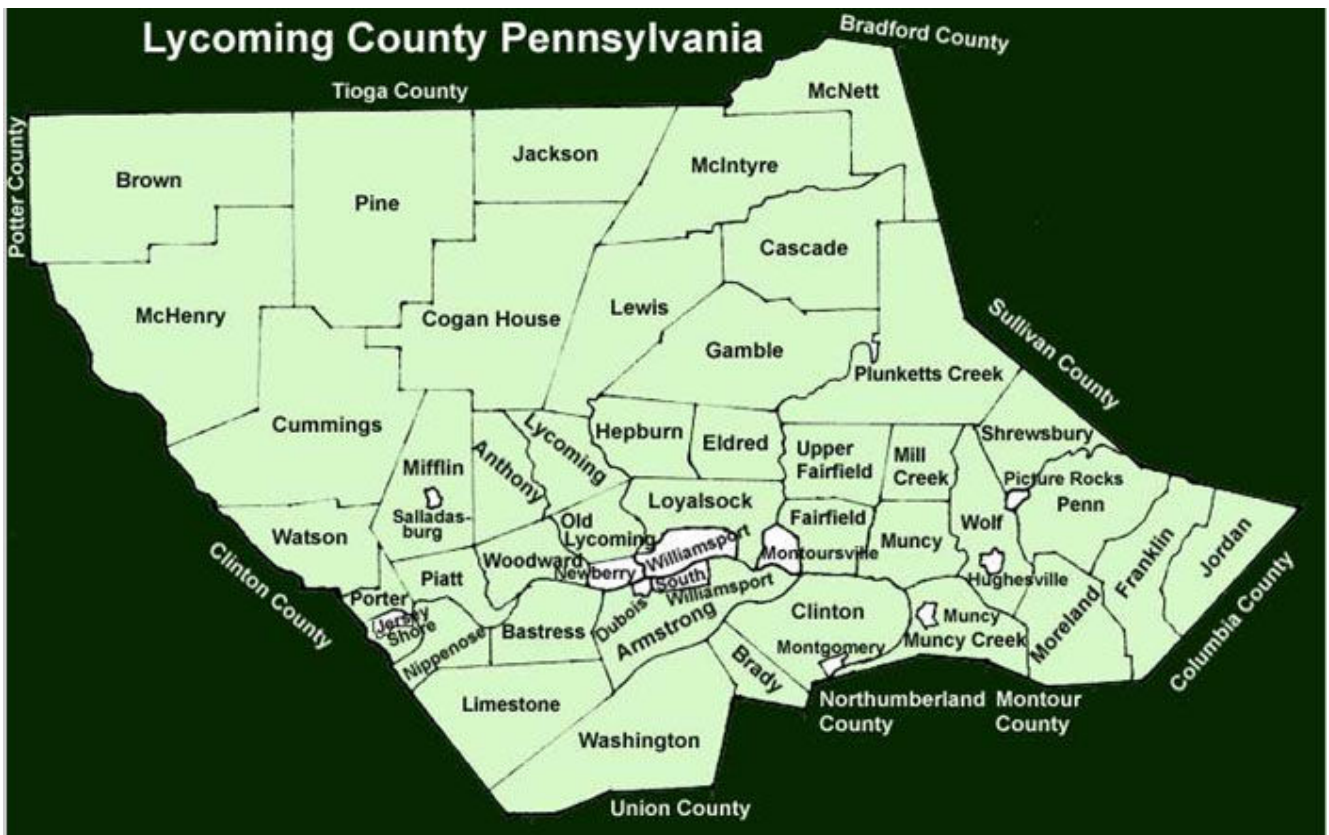 Lycoming County Pennsylvania
Bradford County
Tioga County
Potter County
McNett
Jackson
McIntyre
Brown
Pine
Cascade
McHenry
Cogan House
Lewis
Gamble
Sullivan County
Plunketts Creek
Cummings
Lycoming
Hepburn
Eldred
Shrewsbury
Anthony
Upper
Fairfield
Mill
Creek
Mifflin
Picture Rocks
Penn
Salladas-
burg
Loyalsock
Fairfield
Wolf
Old
Lycoming
Watson
Muncy
Franklin
Jordan
Williamsport
Montoursville
Woodward
Newberry
South
Williamsport
Hughesville
Clinton County
Piatt
Porter
Jersey
Shore
Dubois
Clinton
Muncy
Muncy Creek
Moreland
Columbia County
Nippenose
Bastress
Armstrong
Montgomery
Brady
Limestone
Washington
Northumberland
County
Montour
County
Union County